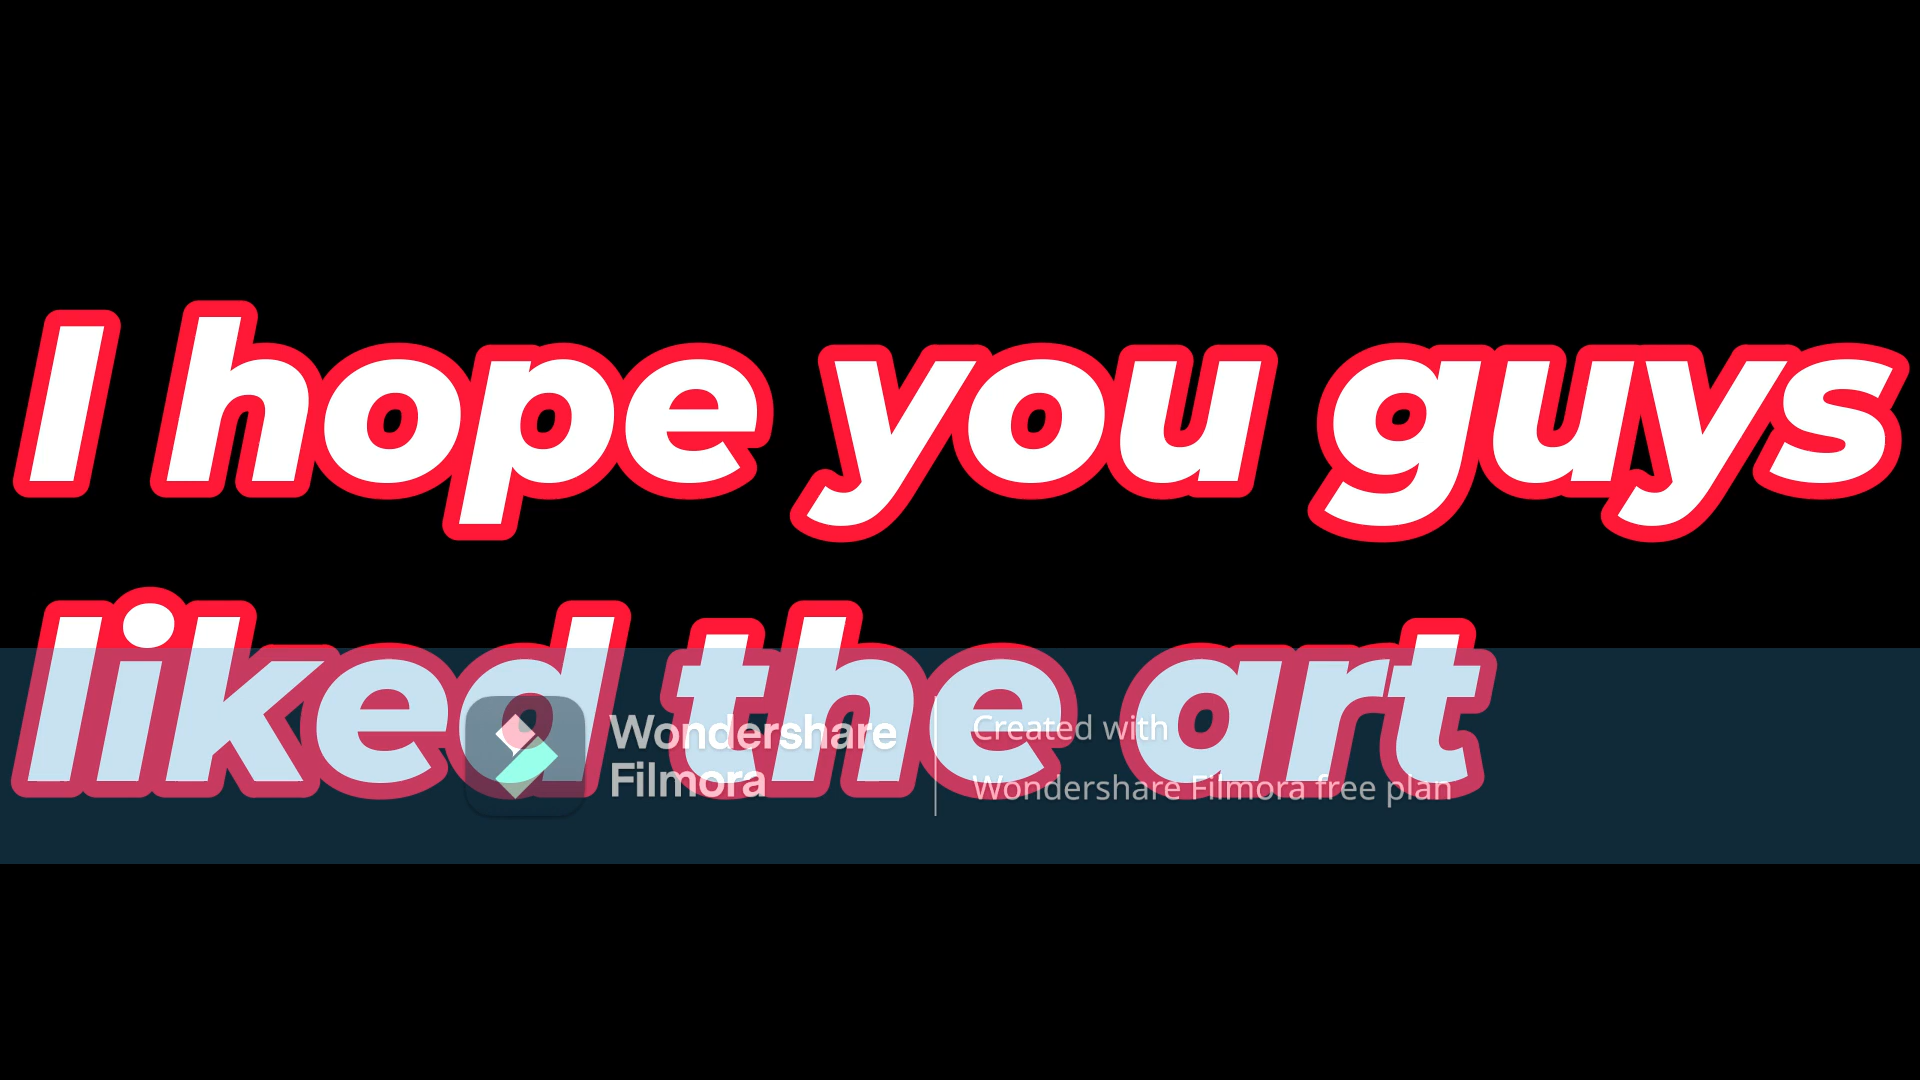 I hope you guys
liked the art
Wondershare
Filmora
Created with
Wondershare Filmora free plan